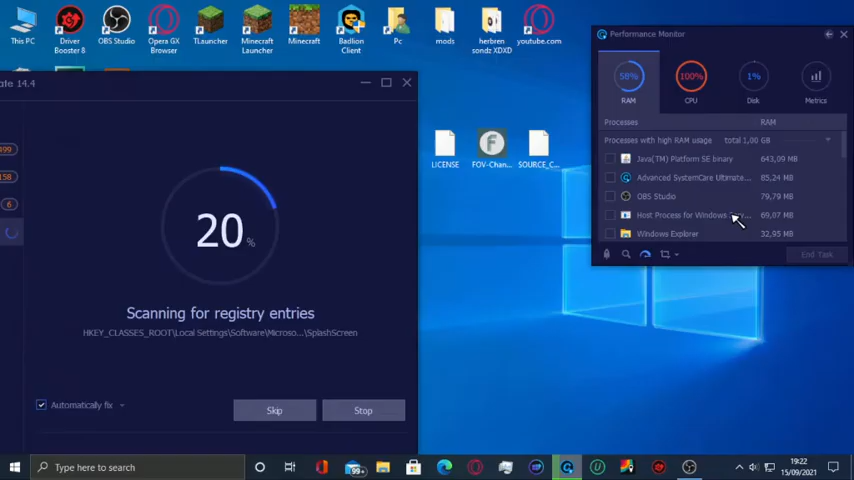 This PC
Driver
Booster 8
OBS Studio
Opera GX
Browser
TLauncher
Minecraft
Launcher
Minecraft
Badlion
Client
Pc
mods
herbren
sondz XDXD
youtube.com
ate 14.4
499
158
6
20%
Scanning for registry entries
HKEY_CLASSES_ROOT\Local Settings\Software\Microso...\SplashScreen
Automatically fix
Skip
Stop
LICENSE
FOV-Chan...
SOURCE_C...
Performance Monitor
58%
RAM
100%
CPU
1%
Disk
Metrics
Processes
RAM
Processes with high RAM usage
total 1,00 GB
Java(TM) Platform SE binary
643,09 MB
Advanced SystemCare Ultimate...
85,24 MB
OBS Studio
79,79 MB
Host Process for Windows
69,07 MB
Windows Explorer
32,95 MB
End Task
Type here to search
99+
19:22
15/09/2021